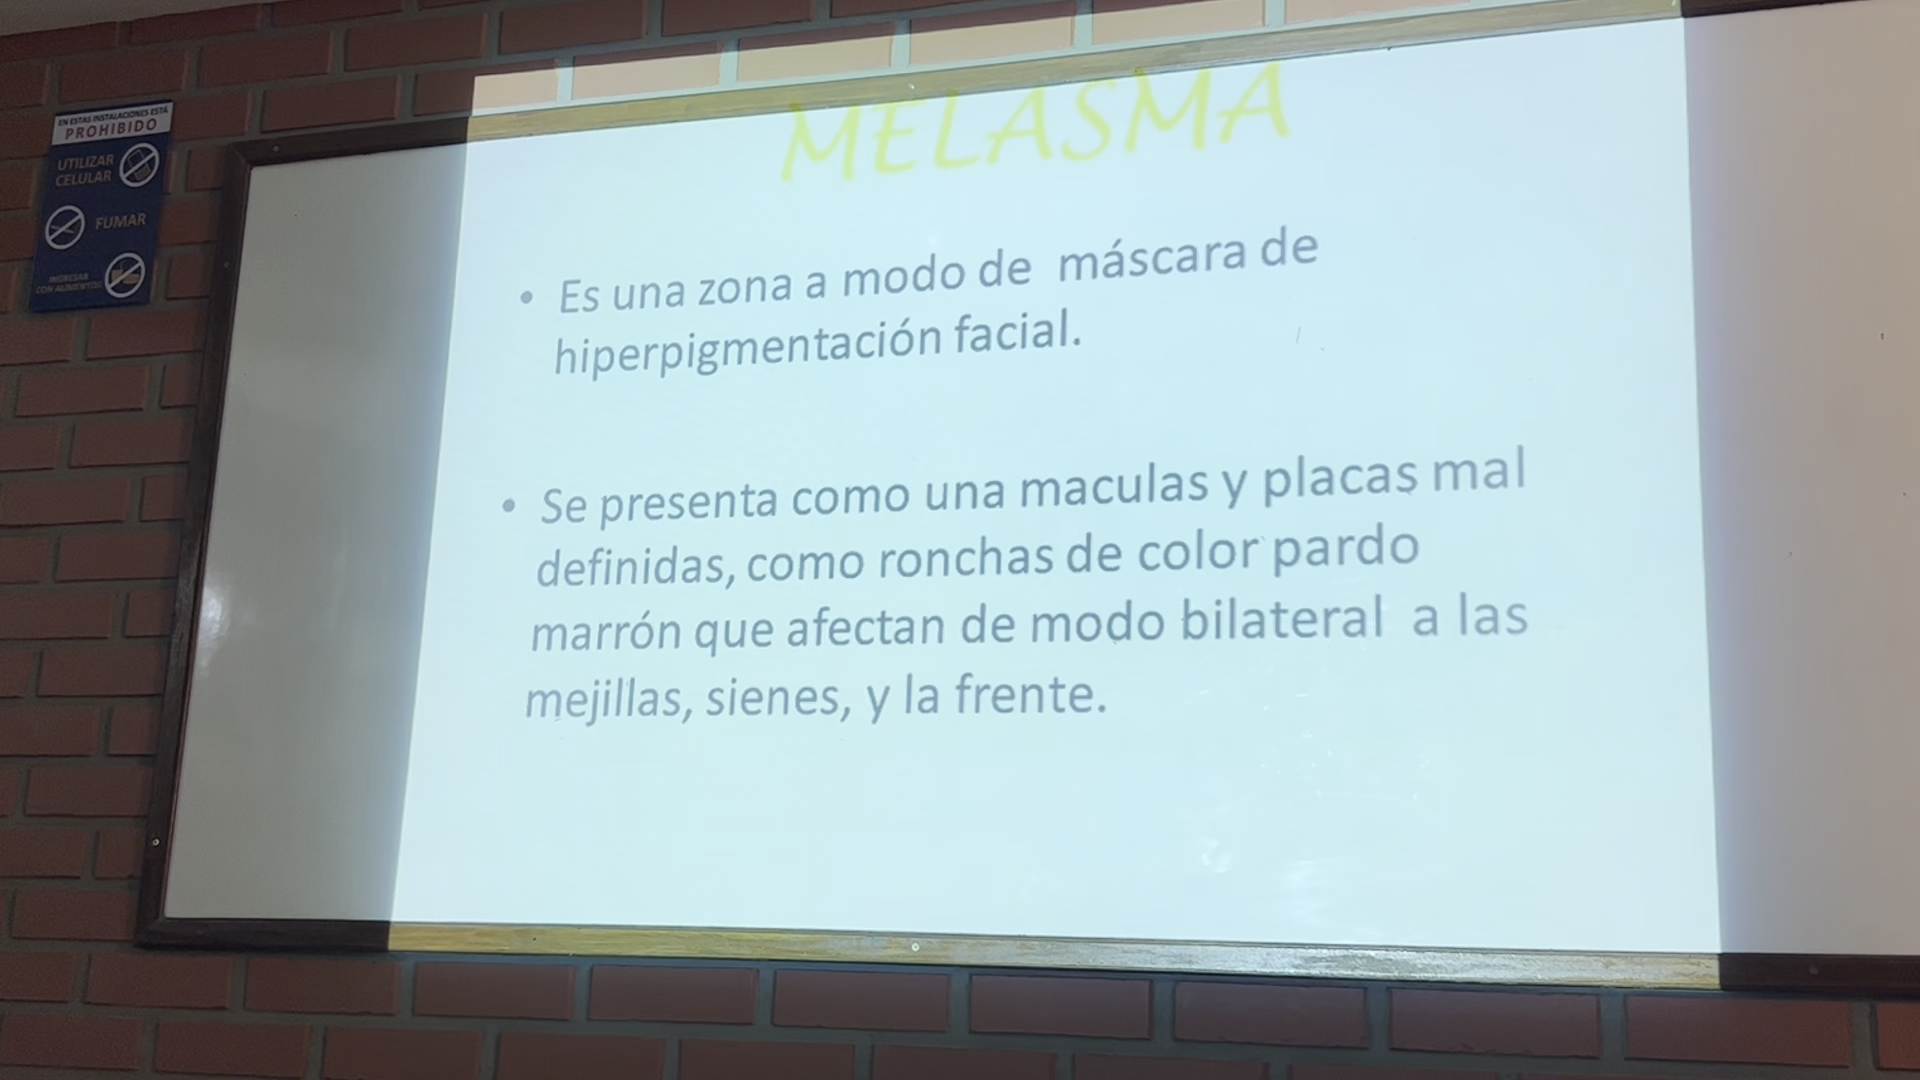 EN ESTAS INSTALACIONES ESTÁ
PROHIBIDO
UTILIZAR
CELULAR
FUMAR
INGRESAR
CON ALIMENTOS
MELASMA
• Es una zona a modo de máscara de
hiperpigmentación facial.
• Se presenta como una maculas y placas mal
definidas, como ronchas de color pardo
marrón que afectan de modo bilateral a las
mejillas, sienes, y la frente.